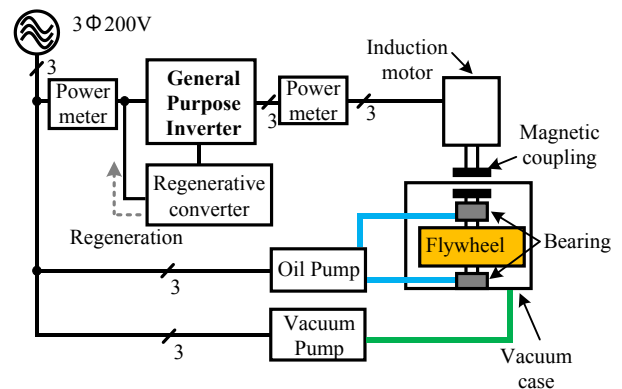 3Φ200V
3
Power
meter
General
Purpose
Inverter
3
Power
meter
3
Induction
motor
Magnetic
coupling
Regenerative
converter
Regeneration
Flywheel
Bearing
Oil Pump
3
Vacuum
Pump
3
Vacuum
case